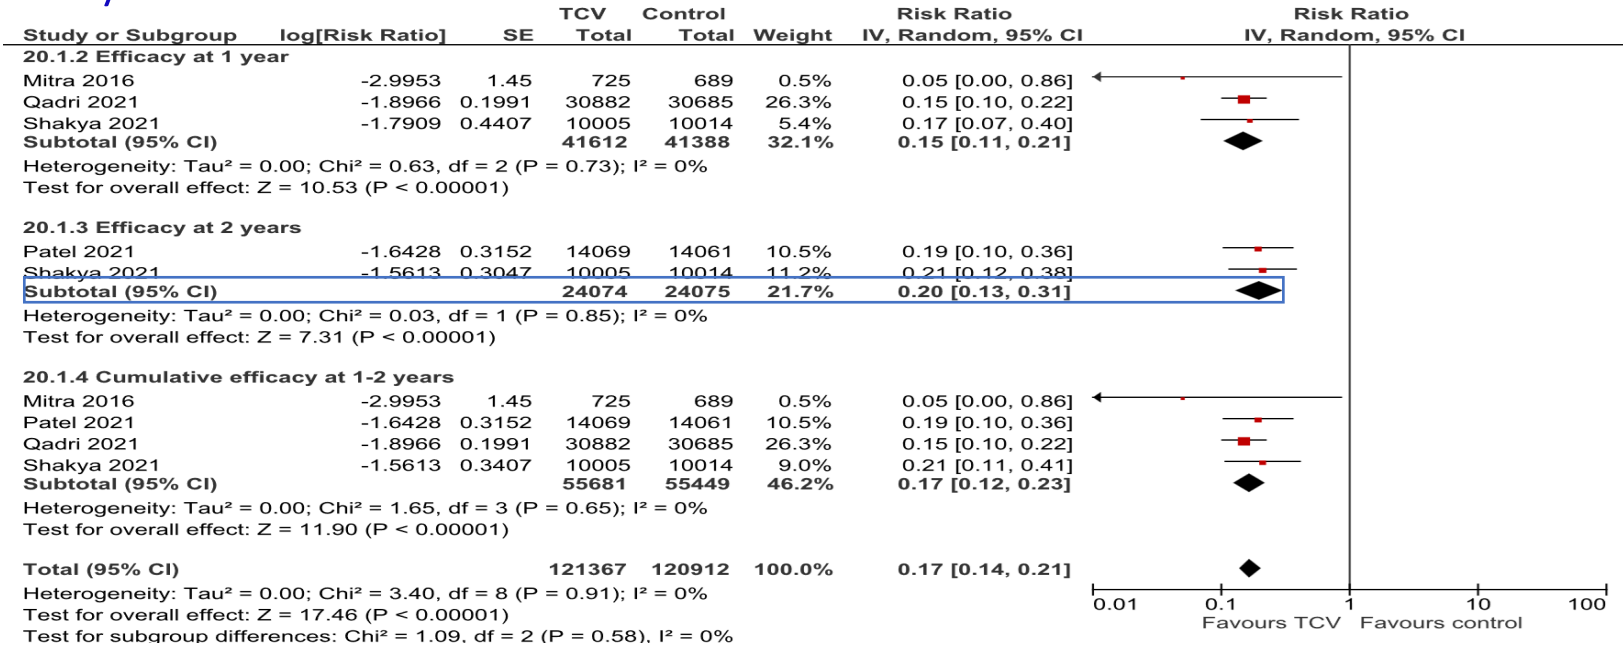 TCV Control Risk Ratio Risk Ratio
Study or Subgroup log[Risk Ratio] SE Total Total Weight IV, Random, 95% CI IV, Random, 95% CI
20.1.2 Efficacy at 1 year
Mitra 2016 -2.9953 1.45 725 689 0.5% 0.05 [0.00, 0.86]
Qadri 2021 -1.8966 0.1991 30882 30685 26.3% 0.15 [0.10, 0.22]
Shakya 2021 -1.7909 0.4407 10005 10014 5.4% 0.17 [0.07, 0.40]
Subtotal (95% CI) 41612 41388 32.1% 0.15 [0.11, 0.21]
Heterogeneity: Tau² = 0.00; Chi² = 0.63, df = 2 (P = 0.73); I² = 0%
Test for overall effect: Z = 10.53 (P < 0.00001)
20.1.3 Efficacy at 2 years
Patel 2021 -1.6428 0.3152 14069 14061 10.5% 0.19 [0.10, 0.36]
Shakya 2021 -1.5613 0.3047 10005 10014 11.2% 0.21 [0.12, 0.38]
Subtotal (95% CI) 24074 24075 21.7% 0.20 [0.13, 0.31]
Heterogeneity: Tau² = 0.00; Chi² = 0.03, df = 1 (P = 0.85); I² = 0%
Test for overall effect: Z = 7.31 (P < 0.00001)
20.1.4 Cumulative efficacy at 1-2 years
Mitra 2016 -2.9953 1.45 725 689 0.5% 0.05 [0.00, 0.86]
Patel 2021 -1.6428 0.3152 14069 14061 10.5% 0.19 [0.10, 0.36]
Qadri 2021 -1.8966 0.1991 30882 30685 26.3% 0.15 [0.10, 0.22]
Shakya 2021 -1.5613 0.3407 10005 10014 9.0% 0.21 [0.11, 0.41]
Subtotal (95% CI) 55681 55449 46.2% 0.17 [0.12, 0.23]
Heterogeneity: Tau² = 0.00; Chi² = 1.65, df = 3 (P = 0.65); I² = 0%
Test for overall effect: Z = 11.90 (P < 0.00001)
Total (95% CI) 121367 120912 100.0% 0.17 [0.14, 0.21]
Heterogeneity: Tau² = 0.00; Chi² = 3.40, df = 8 (P = 0.91); I² = 0%
Test for overall effect: Z = 17.46 (P < 0.00001)
Test for subgroup differences: Chi² = 1.09, df = 2 (P = 0.58), I² = 0%
0.01 0.1 1 10 100
Favours TCV Favours control